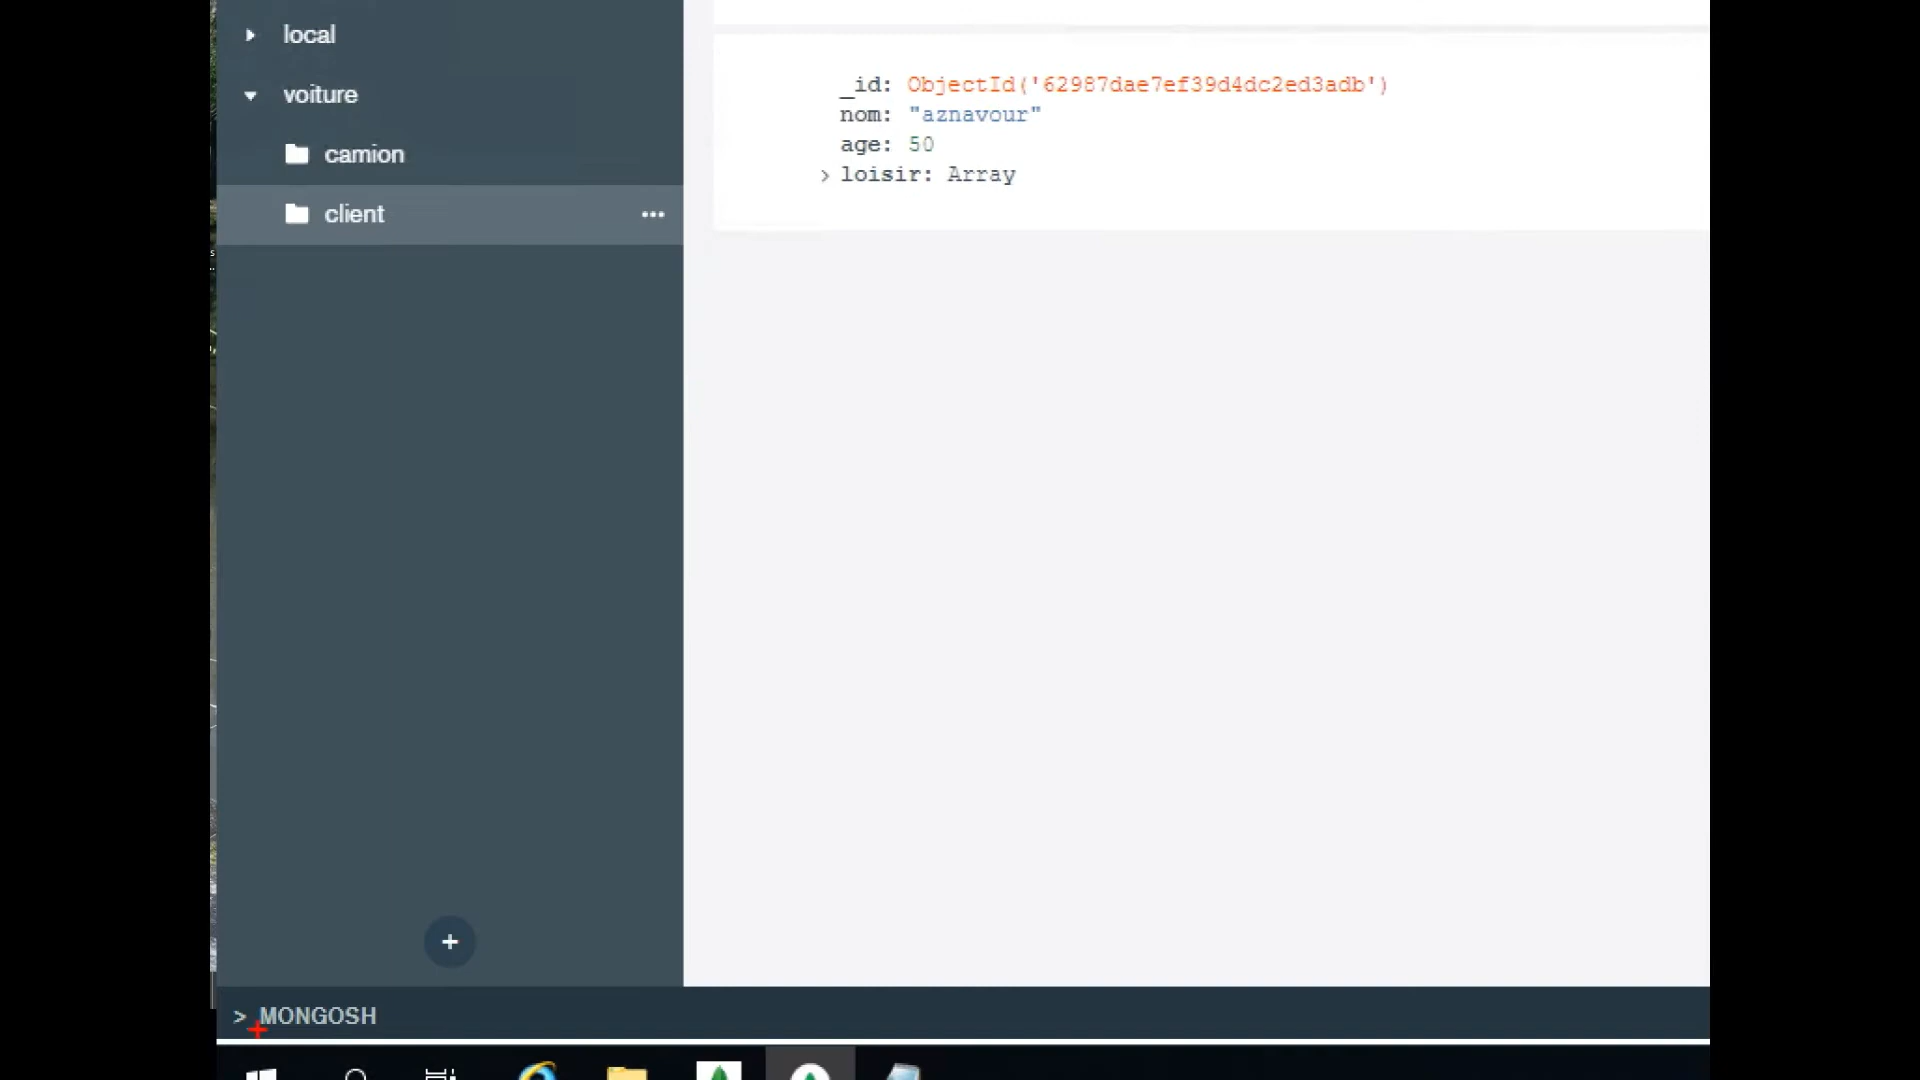 local
voiture
camion
client
_id: ObjectId('62987dae7ef39d4dc2ed3adb')
nom: "aznavour"
age: 50
> loisir: Array
> MONGOSH